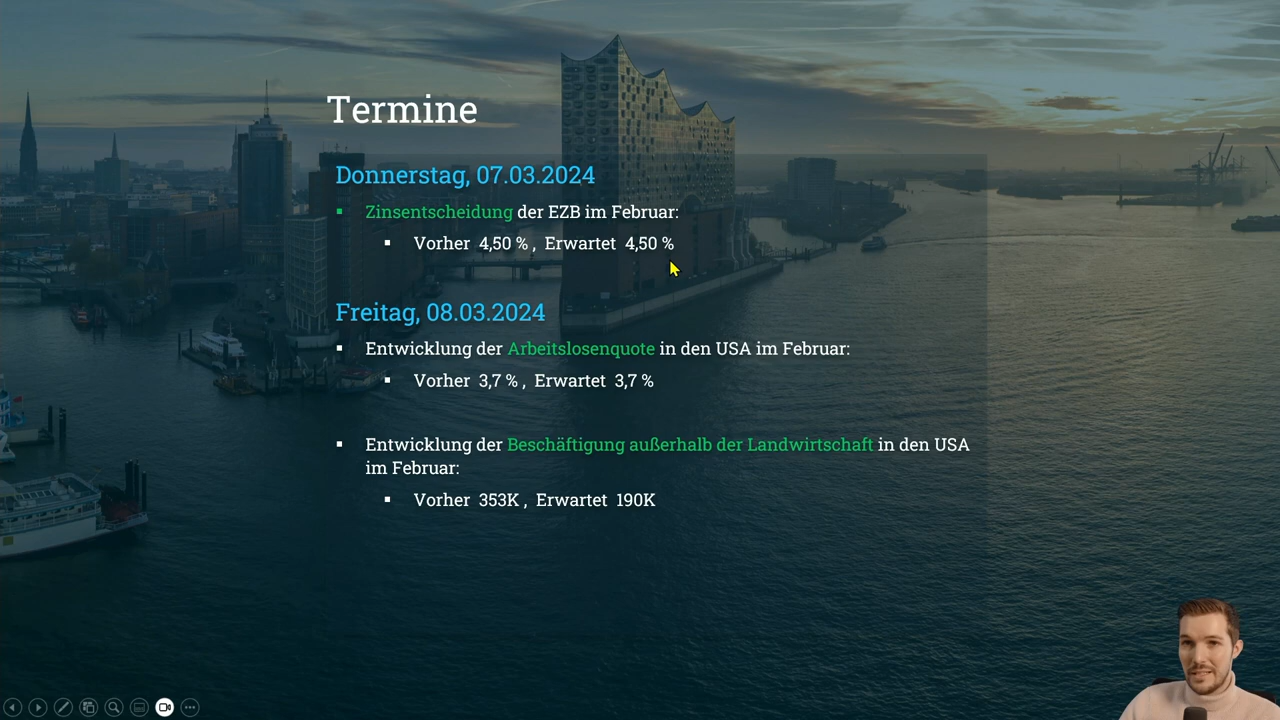 Termine
Donnerstag, 07.03.2024
Zinsentscheidung der EZB im Februar:
Vorher 4,50 % , Erwartet 4,50 %
Freitag, 08.03.2024
Entwicklung der Arbeitslosenquote in den USA im Februar:
Vorher 3,7 % , Erwartet 3,7 %
Entwicklung der Beschäftigung außerhalb der Landwirtschaft in den USA
im Februar:
Vorher 353K , Erwartet 190K